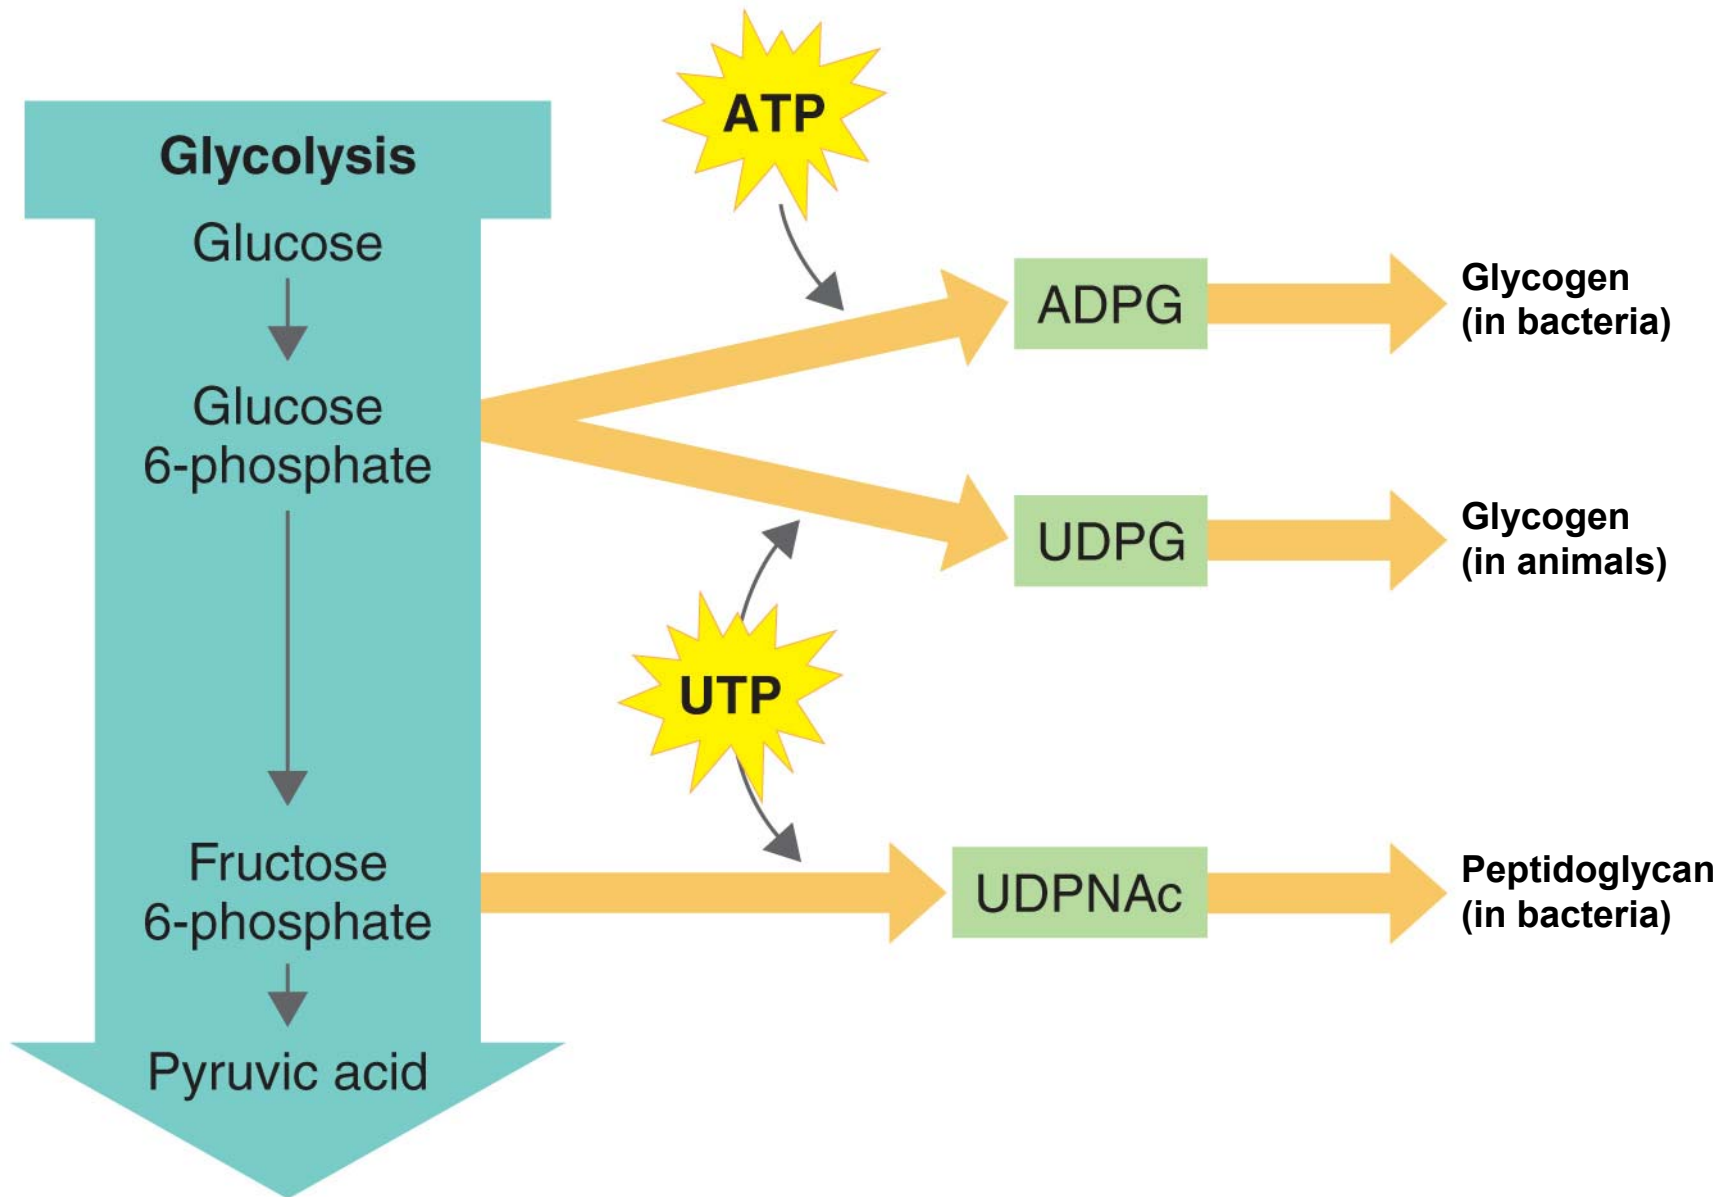 Glycolysis
Glucose
Glucose
6-phosphate
Fructose
6-phosphate
Pyruvic acid
ATP
ADPG
Glycogen
(in bacteria)
UDPG
Glycogen
(in animals)
UTP
UDPNAc
Peptidoglycan
(in bacteria)